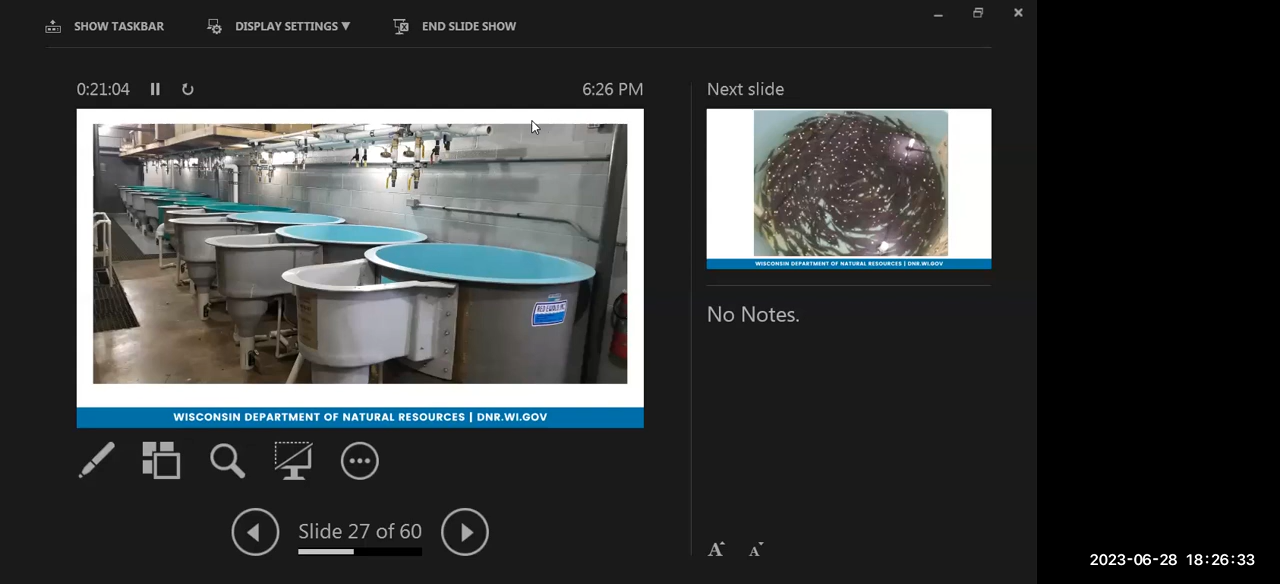 SHOW TASKBAR
DISPLAY SETTINGS ▼
END SLIDE SHOW
0:21:04
6:26 PM
Next slide
WISCONSIN DEPARTMENT OF NATURAL RESOURCES | DNR.WI.GOV
No Notes.
WISCONSIN DEPARTMENT OF NATURAL RESOURCES | DNR.WI.GOV
Slide 27 of 60
A A
2023-06-28 18:26:33